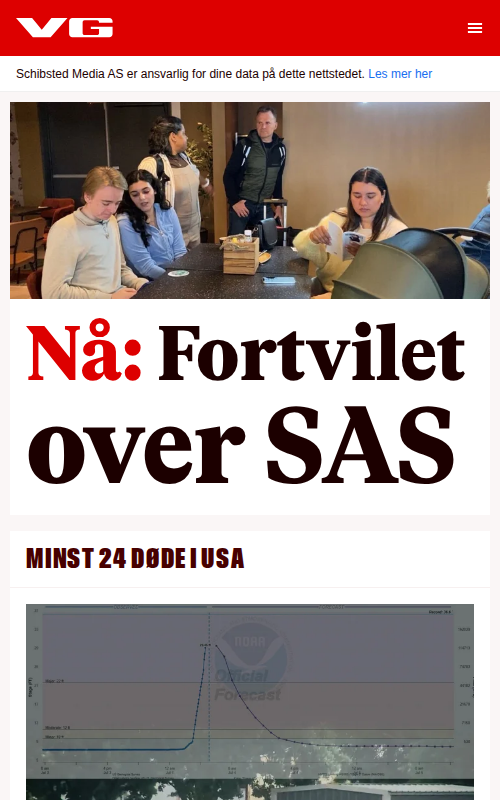 VG
Schibsted Media AS er ansvarlig for dine data på dette nettstedet. Les mer her
Nå: Fortvilet
over SAS
MINST 24 DØDE I USA
NOAA
Official
Forecast